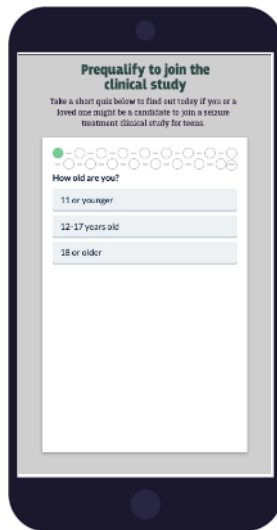 Prequalify to join the
clinical study
Take a short quiz below to find out today if you or a
loved one might be a candidate to join a seizure
treatment clinical study for teens.
How old are you?
11 or younger
12-17 years old
18 or older